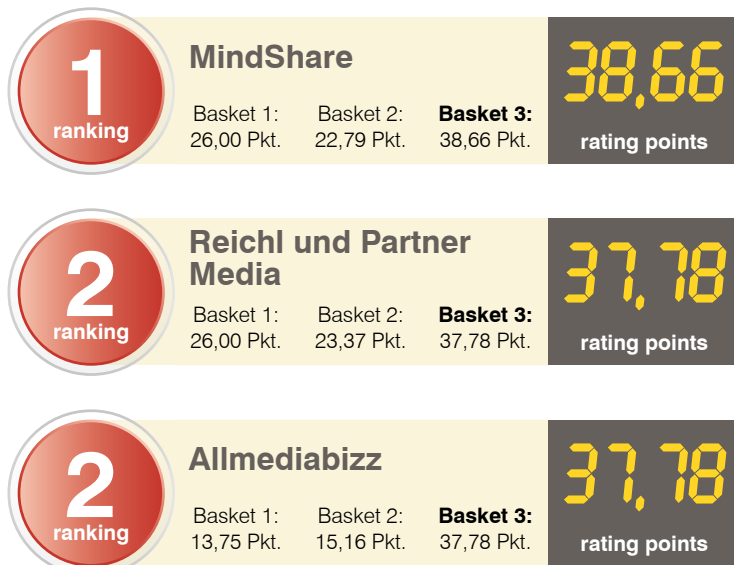 1
ranking
MindShare
Basket 1: Basket 2: Basket 3:
26,00 Pkt. 22,79 Pkt. 38,66 Pkt.
38,66
rating points
2
ranking
Reichl und Partner
Media
Basket 1: Basket 2: Basket 3:
26,00 Pkt. 23,37 Pkt. 37,78 Pkt.
37,78
rating points
2
ranking
Allmediabizz
Basket 1: Basket 2: Basket 3:
13,75 Pkt. 15,16 Pkt. 37,78 Pkt.
37,78
rating points